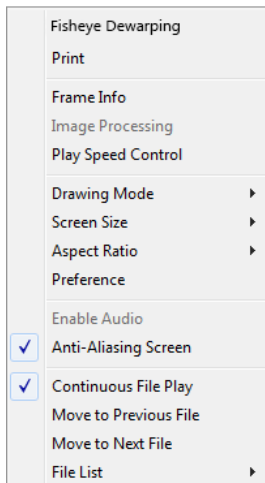 Fisheye Dewarping
Print
Frame Info
Image Processing
Play Speed Control
Drawing Mode
Screen Size
Aspect Ratio
Preference
Enable Audio
Anti-Aliasing Screen
Continuous File Play
Move to Previous File
Move to Next File
File List